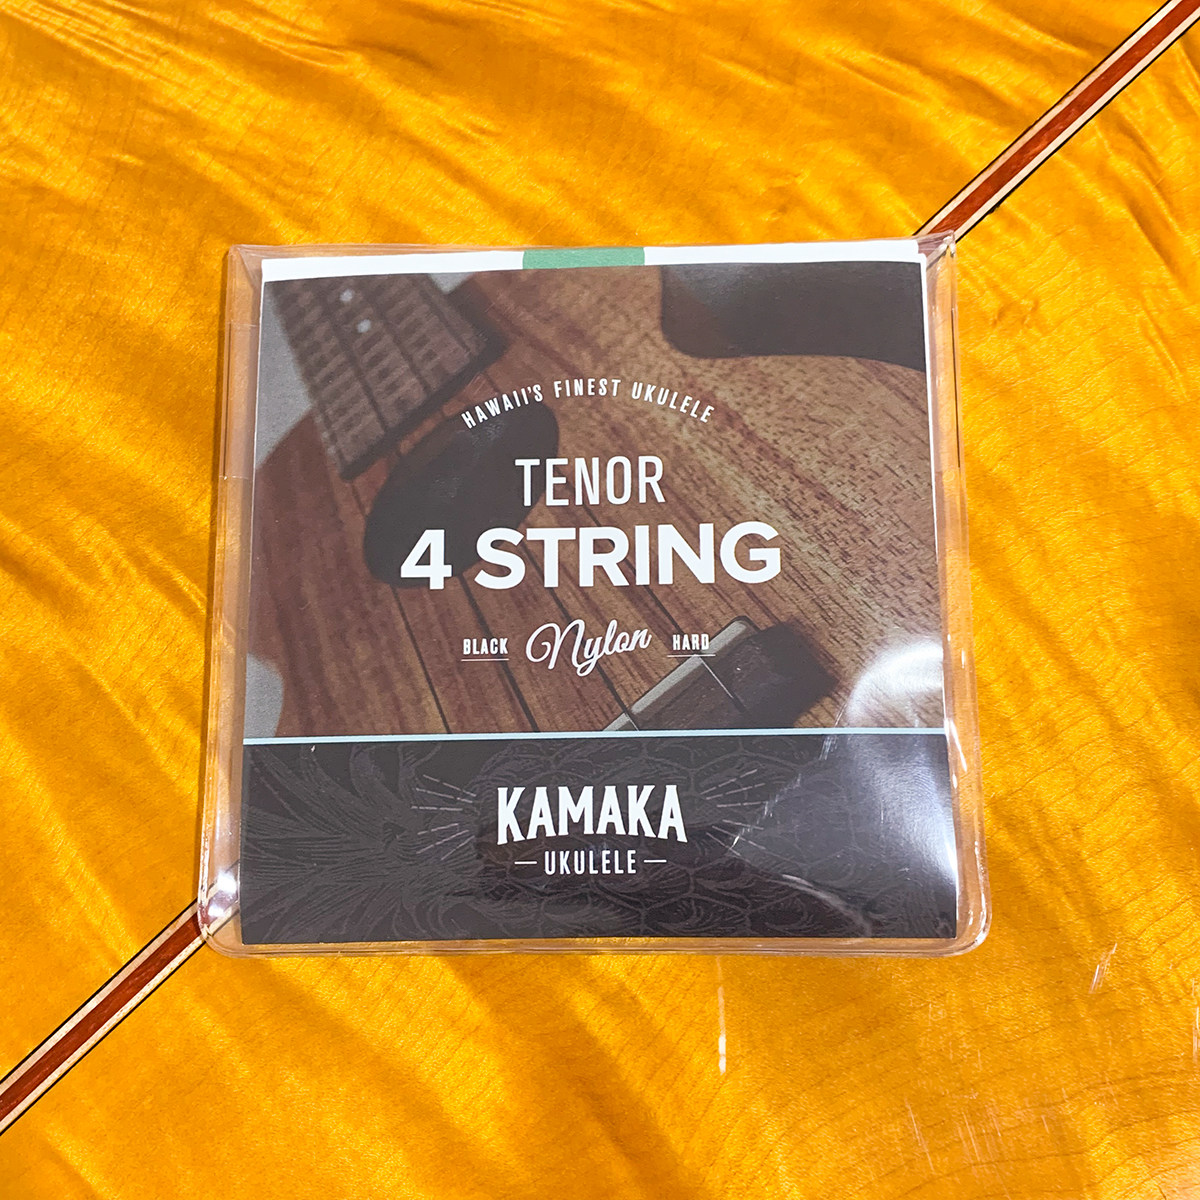 HAWAII'S FINEST UKULELE
TENOR
4 STRING
BLACK Nylon HARD
KAMAKA
UKULELE